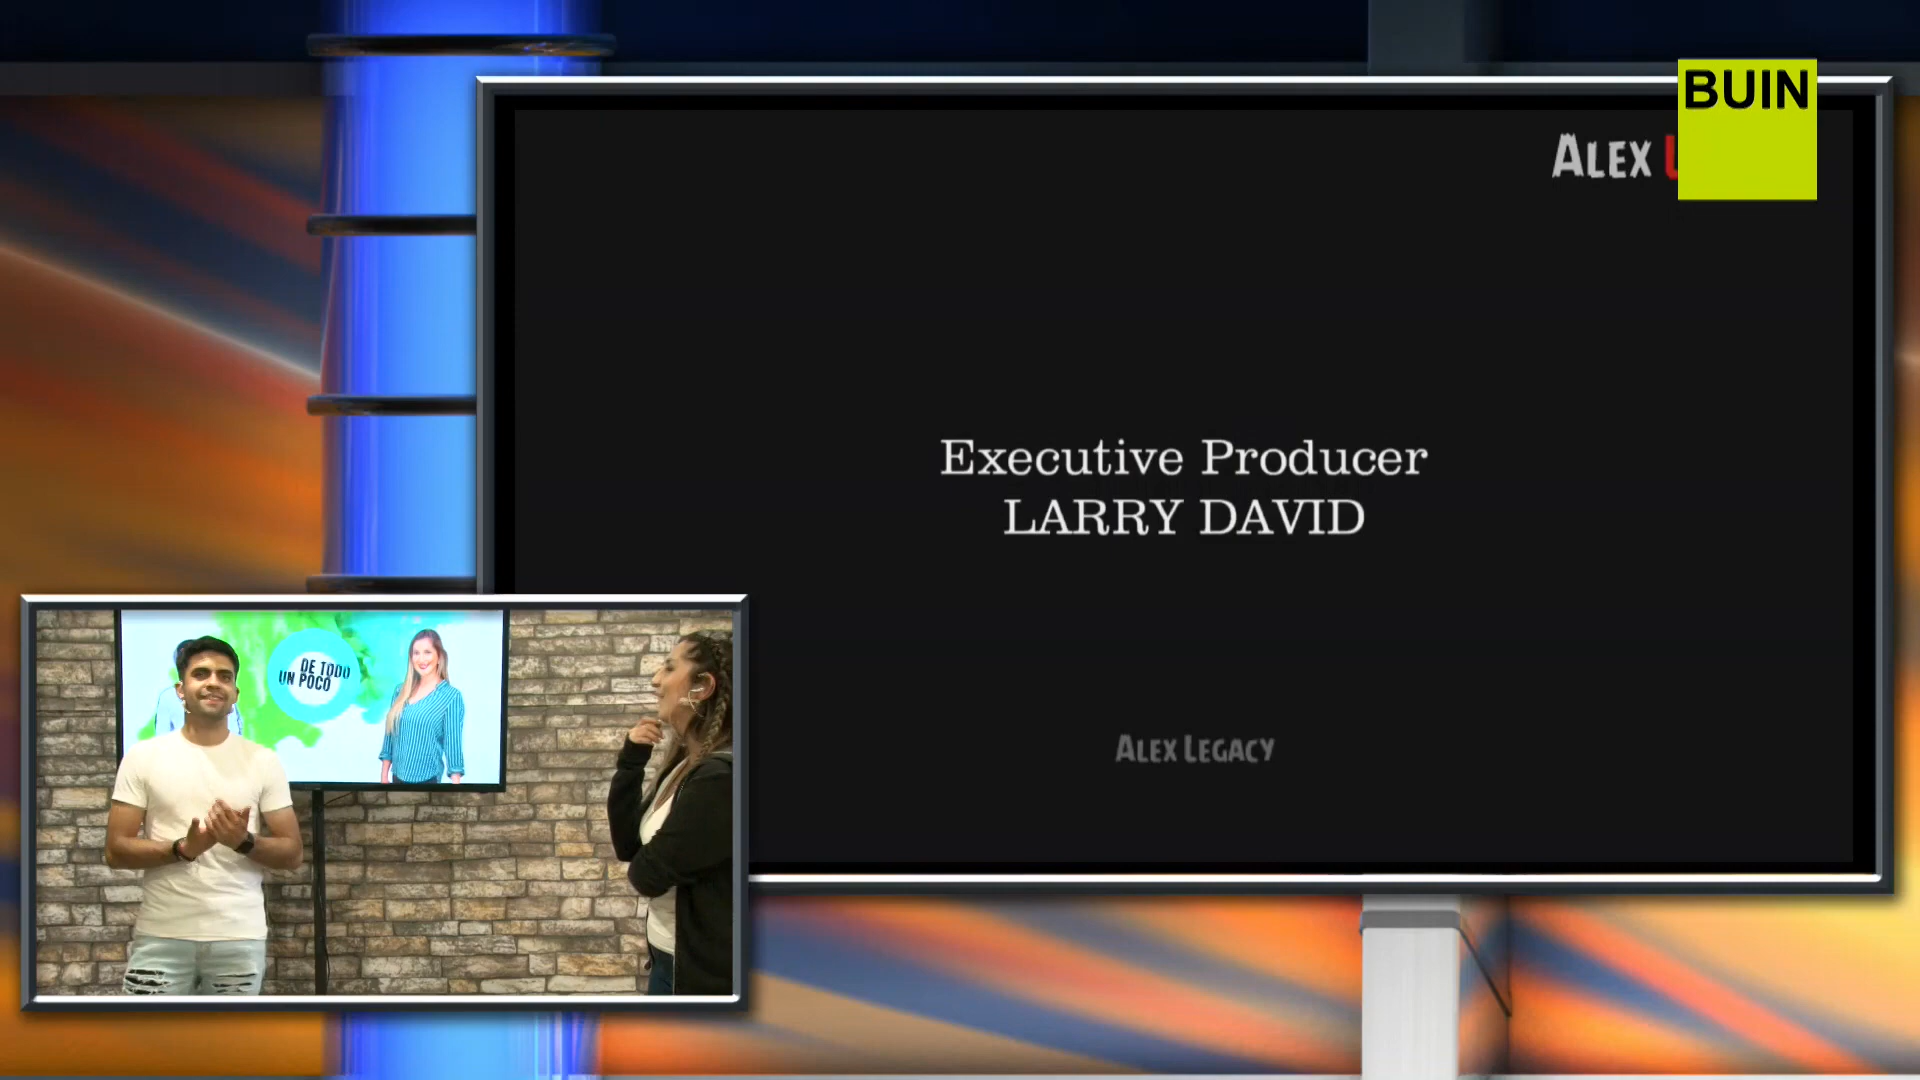 BUIN
ALEX L
Executive Producer
LARRY DAVID
DE TODO
UN POCO
ALEX LEGACY